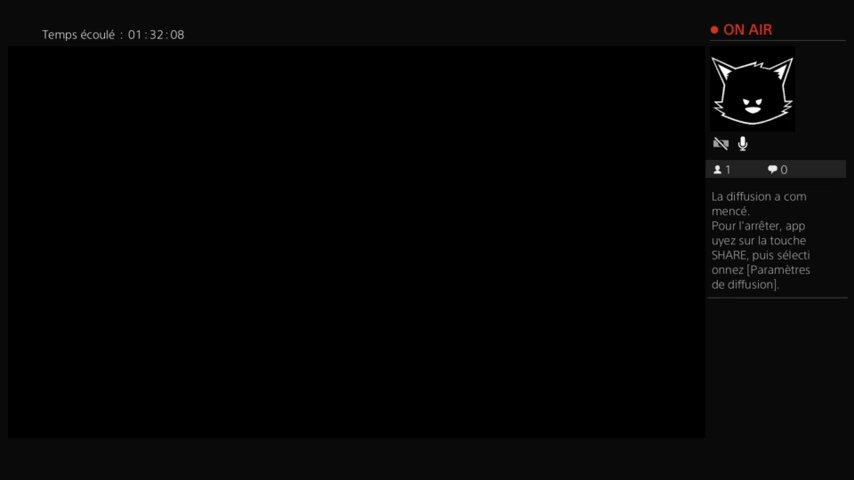 Temps écoulé : 01:32:08
ON AIR
1 0
La diffusion a com
mencé.
Pour l'arrêter, app
uyez sur la touche
SHARE, puis sélecti
onnez [Paramètres
de diffusion].